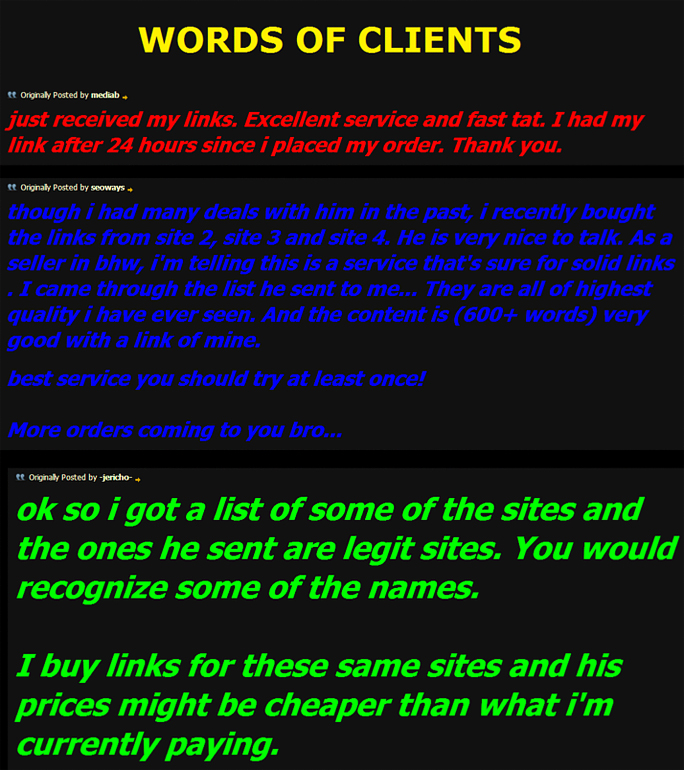 WORDS OF CLIENTS
Originally Posted by mediab
just received my links. Excellent service and fast tat. I had my
link after 24 hours since i placed my order. Thank you.
Originally Posted by seoways
though i had many deals with him in the past, i recently bought
the links from site 2, site 3 and site 4. He is very nice to talk. As a
seller in bhw, i'm telling this is a service that's sure for solid links
. I came through the list he sent to me... They are all of highest
quality i have ever seen. And the content is (600+ words) very
good with a link of mine.
best service you should try at least once!
More orders coming to you bro...
Originally Posted by -jericho-
ok so i got a list of some of the sites and
the ones he sent are legit sites. You would
recognize some of the names.
I buy links for these same sites and his
prices might be cheaper than what i'm
currently paying.